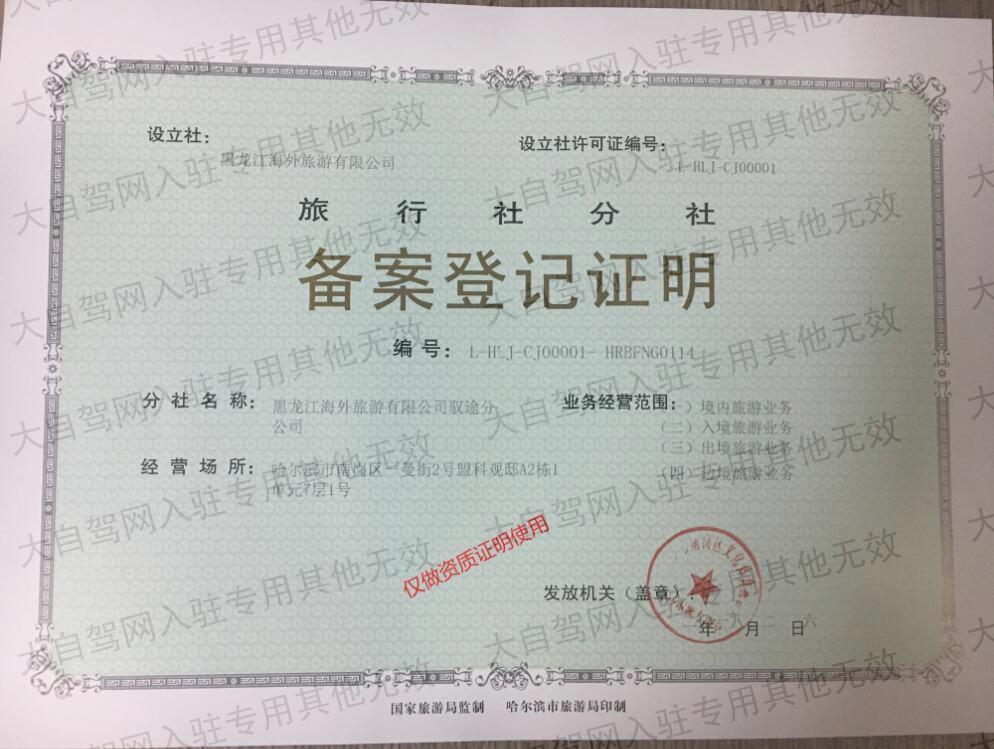 设立社：
黑龙江海外旅游有限公司
设立社许可证编号：
L-HLJ-CJ00001
旅行社分社
备案登记证明
编号： L-HLJ-CJ00001- HRBFNG0114
分社名称： 黑龙江海外旅游有限公司驭途分
公司
业务经营范围：（一）境内旅游业务
（二）入境旅游业务
（三）出境旅游业务
（四）边境旅游业务
经营场所： 哈尔滨市南岗区一曼街2号盟科观邸A2栋1
单元7层1号
仅做资质证明使用
发放机关（盖章）：
年 月 日
国家旅游局监制 哈尔滨市旅游局印制
大自驾网入驻专用其他无效